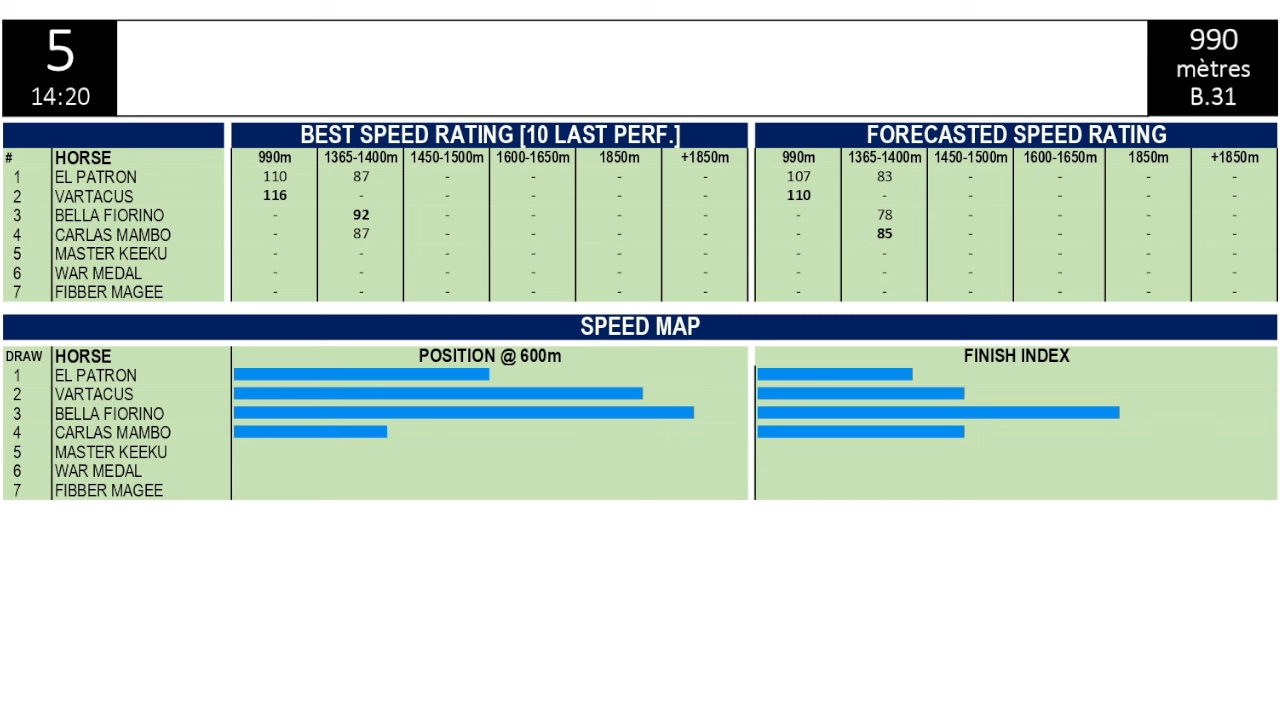 5
14:20
990
mètres
B.31
BEST SPEED RATING [10 LAST PERF.] FORECASTED SPEED RATING
# HORSE 990m 1365-1400m 1450-1500m 1600-1650m 1850m +1850m 990m 1365-1400m 1450-1500m 1600-1650m 1850m +1850m
1 EL PATRON 110 87 - - - - 107 83 - - - -
2 VARTACUS 116 - - - - - 110 - - - - -
3 BELLA FIORINO - 92 - - - - - 78 - - - -
4 CARLAS MAMBO - 87 - - - - - 85 - - - -
5 MASTER KEEKU - - - - - - - - - - - -
6 WAR MEDAL - - - - - - - - - - - -
7 FIBBER MAGEE - - - - - - - - - - - -
SPEED MAP
DRAW HORSE POSITION @ 600m FINISH INDEX
1 EL PATRON
2 VARTACUS
3 BELLA FIORINO
4 CARLAS MAMBO
5 MASTER KEEKU
6 WAR MEDAL
7 FIBBER MAGEE